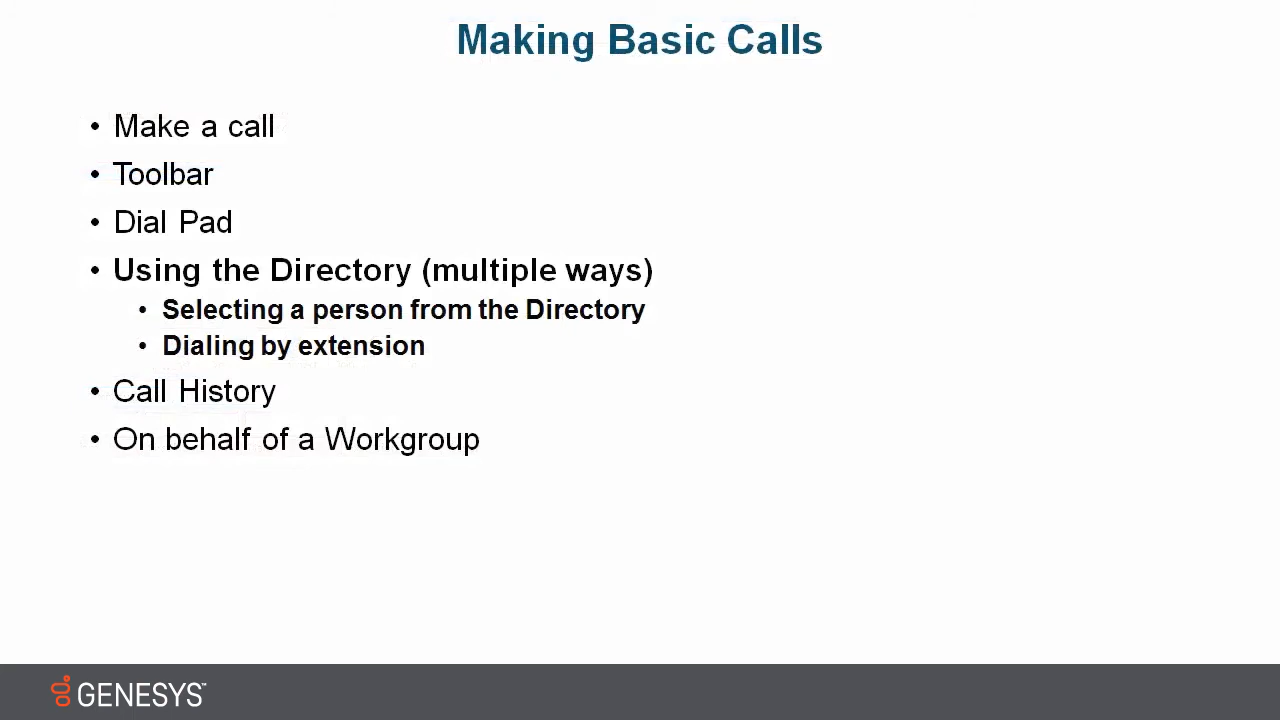 Making Basic Calls
• Make a call
• Toolbar
• Dial Pad
• Using the Directory (multiple ways)
• Selecting a person from the Directory
• Dialing by extension
• Call History
• On behalf of a Workgroup
GENESYS™